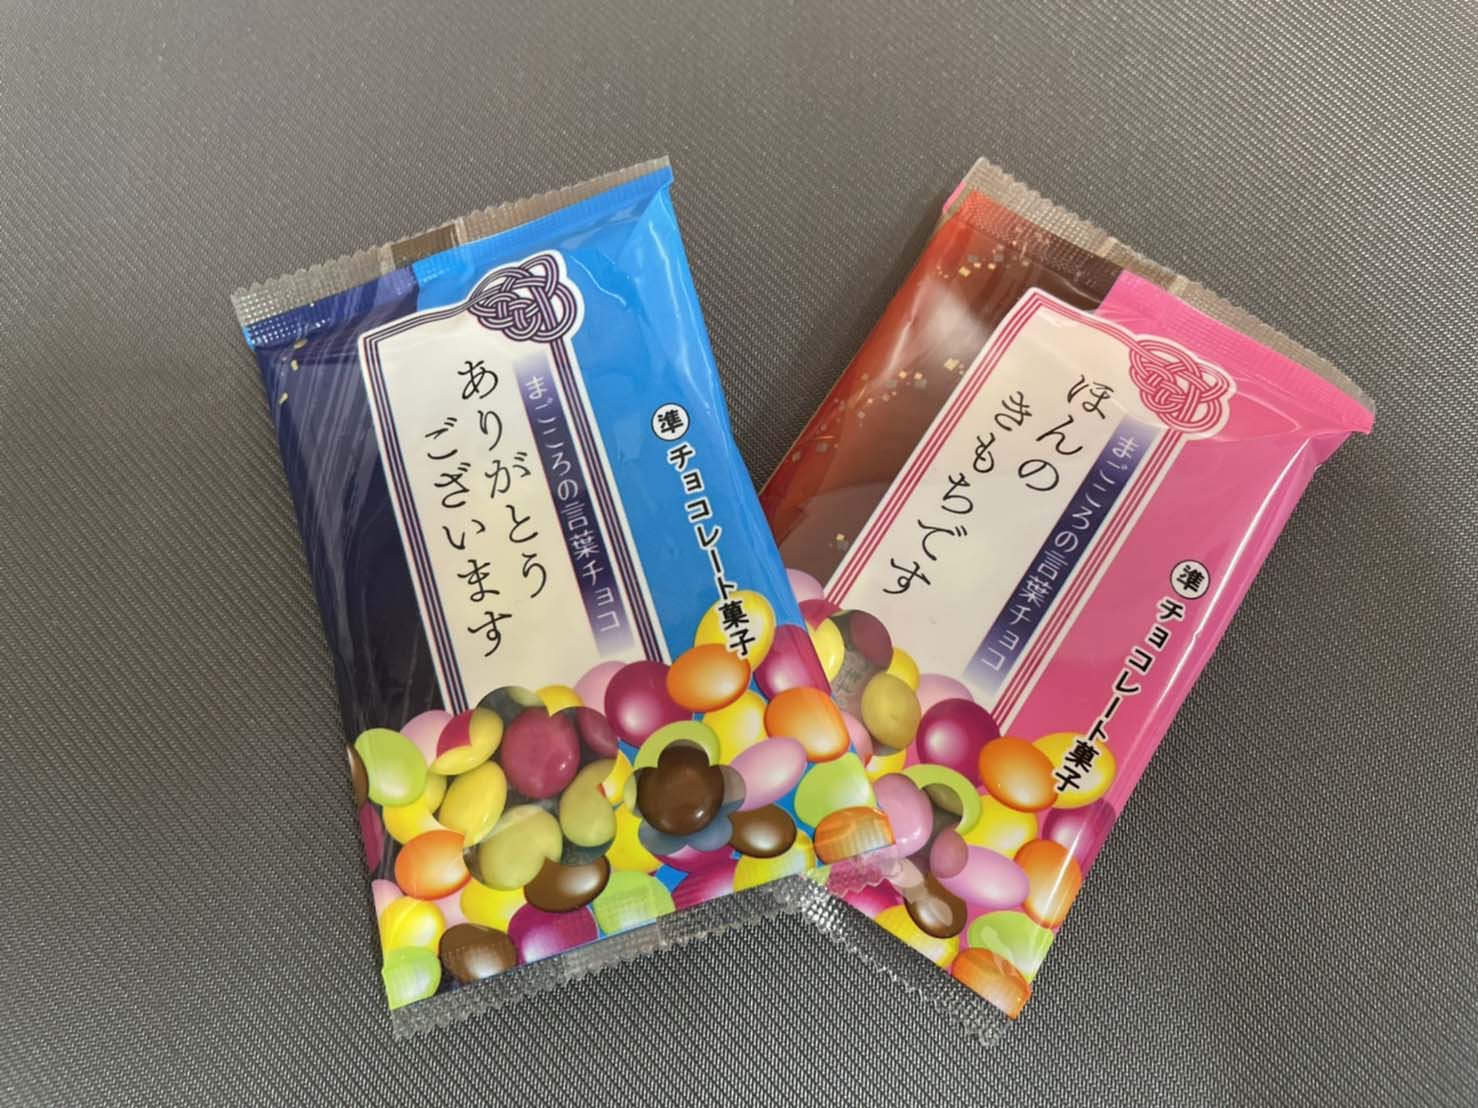 まごころの言葉チョコ
ありがとう
ございます
準チョコレート菓子
まごころの言葉チョコ
ほんの
きもちです
準チョコレート菓子